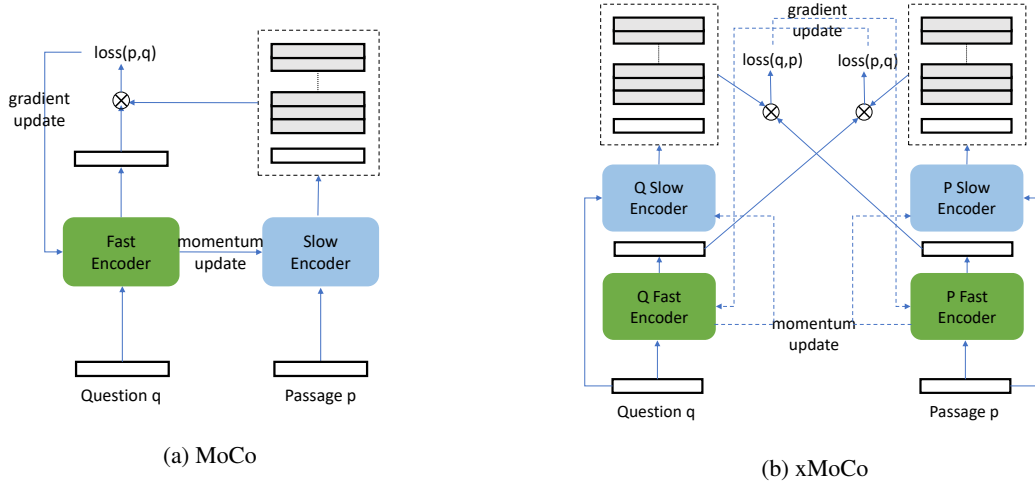 loss(p,q)
gradient
update
Fast
Encoder
momentum
update
Slow
Encoder
Question q
Passage p
(a) MoCo
gradient
update
loss(q,p)
loss(p,q)
Q Slow
Encoder
P Slow
Encoder
Q Fast
Encoder
P Fast
Encoder
momentum
update
Question q
Passage p
(b) xMoCo